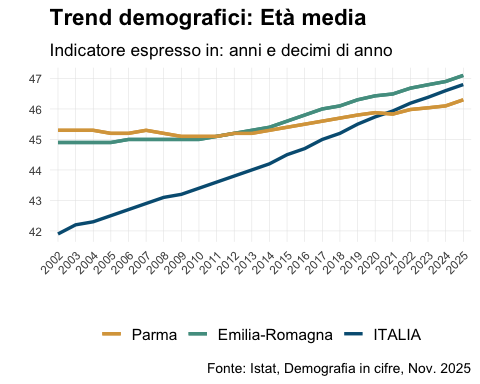 Trend demografici: Età media
Indicatore espresso in: anni e decimi di anno
47
46
45
44
43
42
2002 2003 2004 2005 2006 2007 2008 2009 2010 2011 2012 2013 2014 2015 2016 2017 2018 2019 2020 2021 2022 2023 2024 2025
Parma Emilia-Romagna ITALIA
Fonte: Istat, Demografia in cifre, Nov. 2025